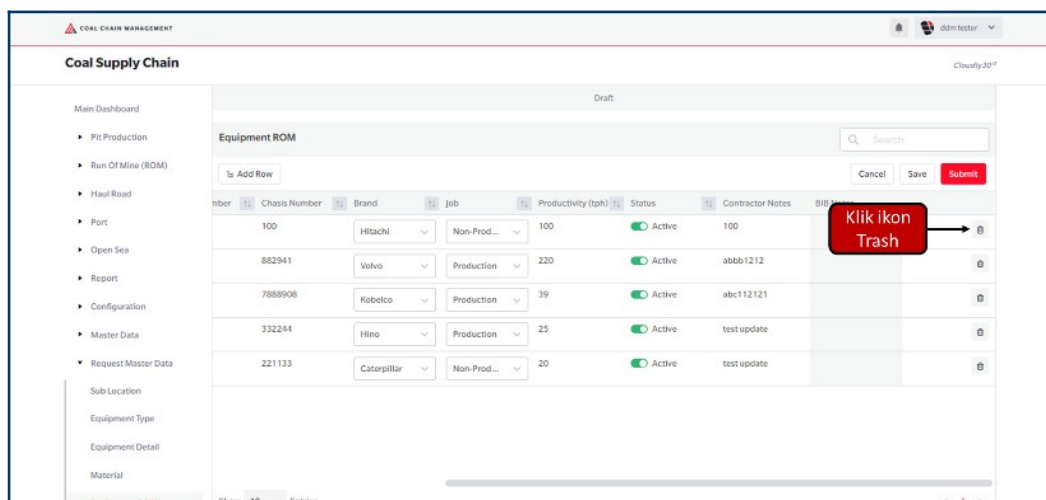 COAL CHAIN MANAGEMENT
ddm tester
Coal Supply Chain
Cloudly30°
Main Dashboard
Pit Production
Run Of Mine (ROM)
Haul Road
Port
Open Sea
Report
Configuration
Master Data
Request Master Data
Sub Location
Equipment Type
Equipment Detail
Material
Draft
Equipment ROM
Search
Add Row
Cancel Save Submit
Chasis Number Brand Job Productivity (tph) Status Contractor Notes BIB
100 Hitachi Non-Prod... 100 Active 100
882941 Volvo Production 220 Active abbb1212
7888908 Kobelco Production 39 Active abc112121
332244 Hino Production 25 Active test update
221133 Caterpillar Non-Prod... 20 Active test update
Klik ikon
Trash